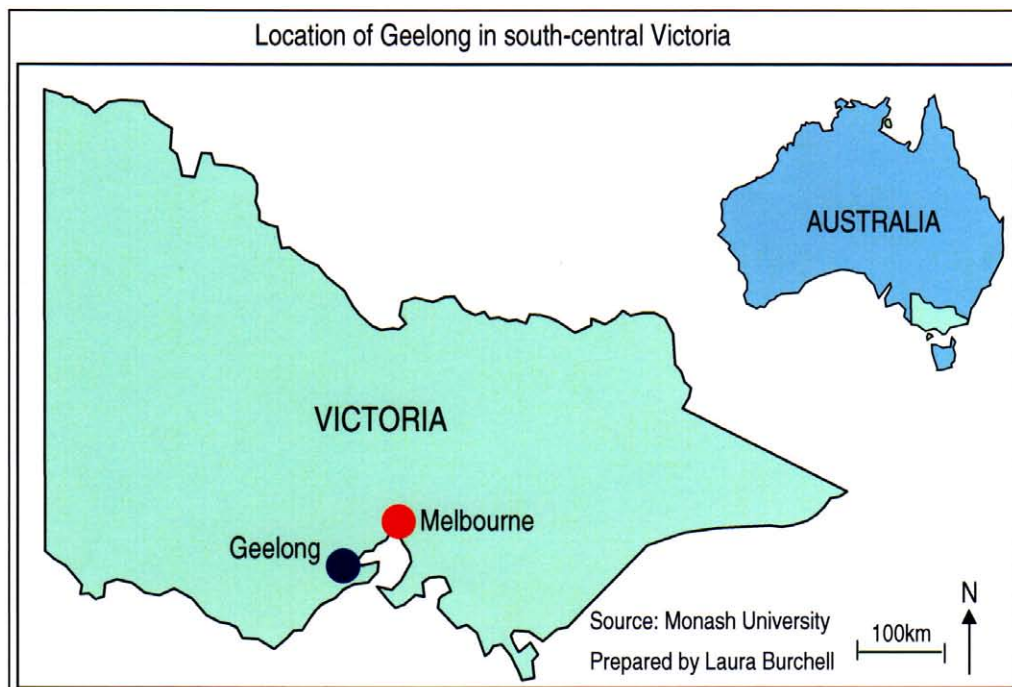 Location of Geelong in south-central Victoria
AUSTRALIA
VICTORIA
Melbourne
Geelong
Source: Monash University
Prepared by Laura Burchell
100km
N